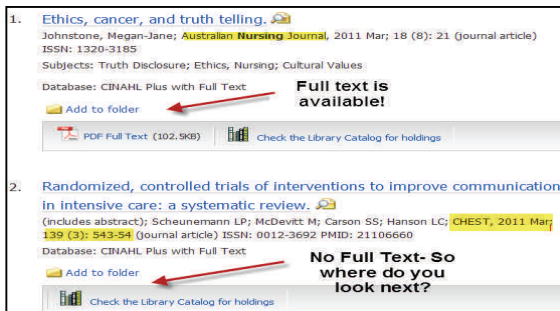 1. Ethics, cancer, and truth telling.
Johnstone, Megan-Jane; Australian Nursing Journal, 2011 Mar; 18 (8): 21 (journal article)
ISSN: 1320-3185
Subjects: Truth Disclosure; Ethics, Nursing; Cultural Values
Database: CINAHL Plus with Full Text
Full text is
available!
Add to folder
PDF Full Text (102.5KB) Check the Library Catalog for holdings
2. Randomized, controlled trials of interventions to improve communication
in intensive care: a systematic review.
(includes abstract); Scheunemann LP; McDevitt M; Carson SS; Hanson LC; CHEST, 2011 Mar;
139 (3): 543-54 (journal article) ISSN: 0012-3692 PMID: 21106660
Database: CINAHL Plus with Full Text
Add to folder
No Full Text- So
where do you
look next?
Check the Library Catalog for holdings